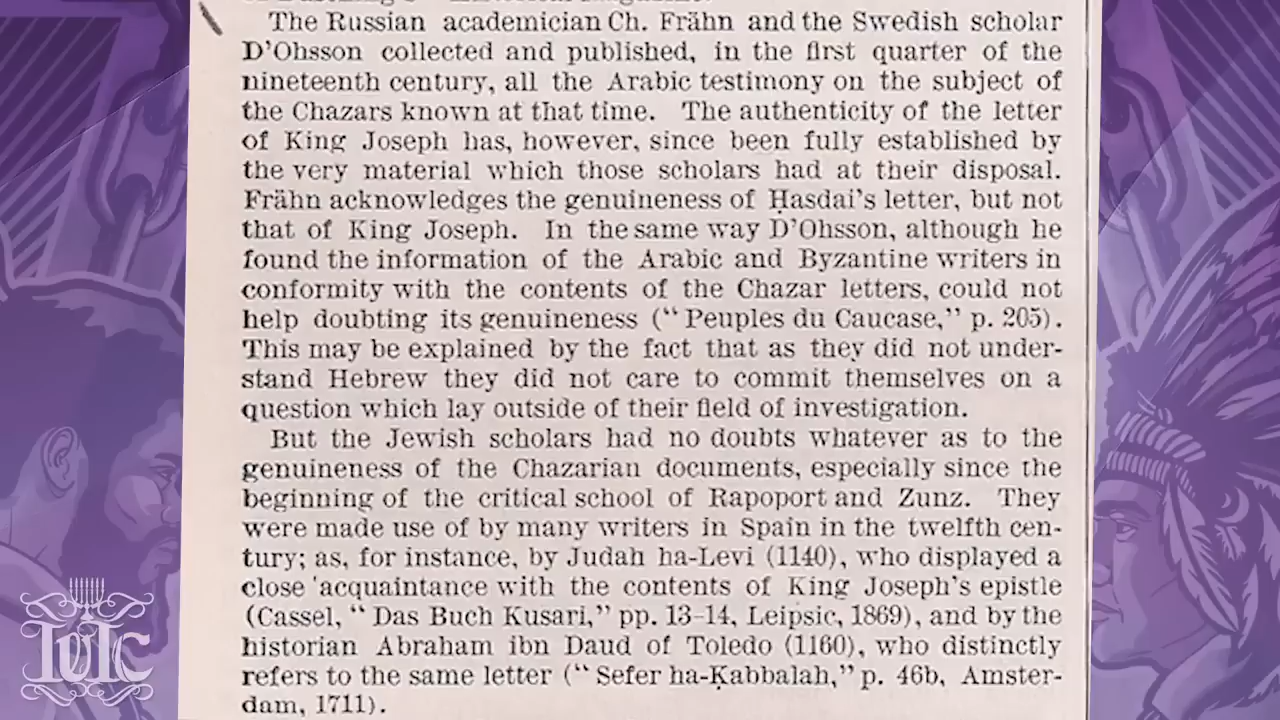 The Russian academician Ch. Frähn and the Swedish scholar
D'Ohsson collected and published, in the first quarter of the
nineteenth century, all the Arabic testimony on the subject of
the Chazars known at that time. The authenticity of the letter
of King Joseph has, however, since been fully established by
the very material which those scholars had at their disposal.
Frähn acknowledges the genuineness of Ḥasdai's letter, but not
that of King Joseph. In the same way D'Ohsson, although he
found the information of the Arabic and Byzantine writers in
conformity with the contents of the Chazar letters, could not
help doubting its genuineness ("Peuples du Caucase," p. 205).
This may be explained by the fact that as they did not under-
stand Hebrew they did not care to commit themselves on a
question which lay outside of their field of investigation.
But the Jewish scholars had no doubts whatever as to the
genuineness of the Chazarian documents, especially since the
beginning of the critical school of Rapoport and Zunz. They
were made use of by many writers in Spain in the twelfth cen-
tury; as, for instance, by Judah ha-Levi (1140), who displayed a
close acquaintance with the contents of King Joseph's epistle
(Cassel, "Das Buch Kusari," pp. 13-14, Leipsic, 1869), and by the
historian Abraham ibn Daud of Toledo (1160), who distinctly
refers to the same letter ("Sefer ha-Ḳabbalah," p. 46b, Amster-
dam, 1711).
IUIC